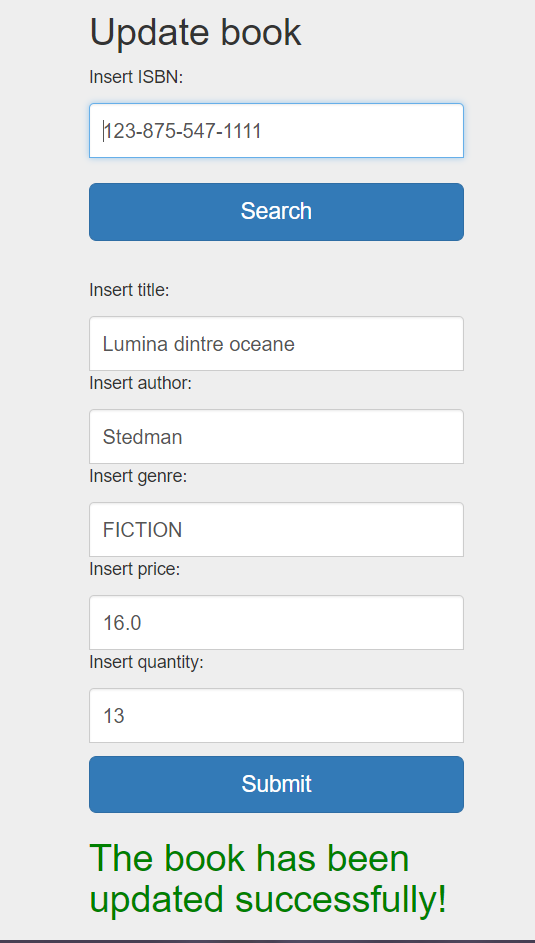 Update book
Insert ISBN:
123-875-547-1111
Search
Insert title:
Lumina dintre oceane
Insert author:
Stedman
Insert genre:
FICTION
Insert price:
16.0
Insert quantity:
13
Submit
The book has been
updated successfully!